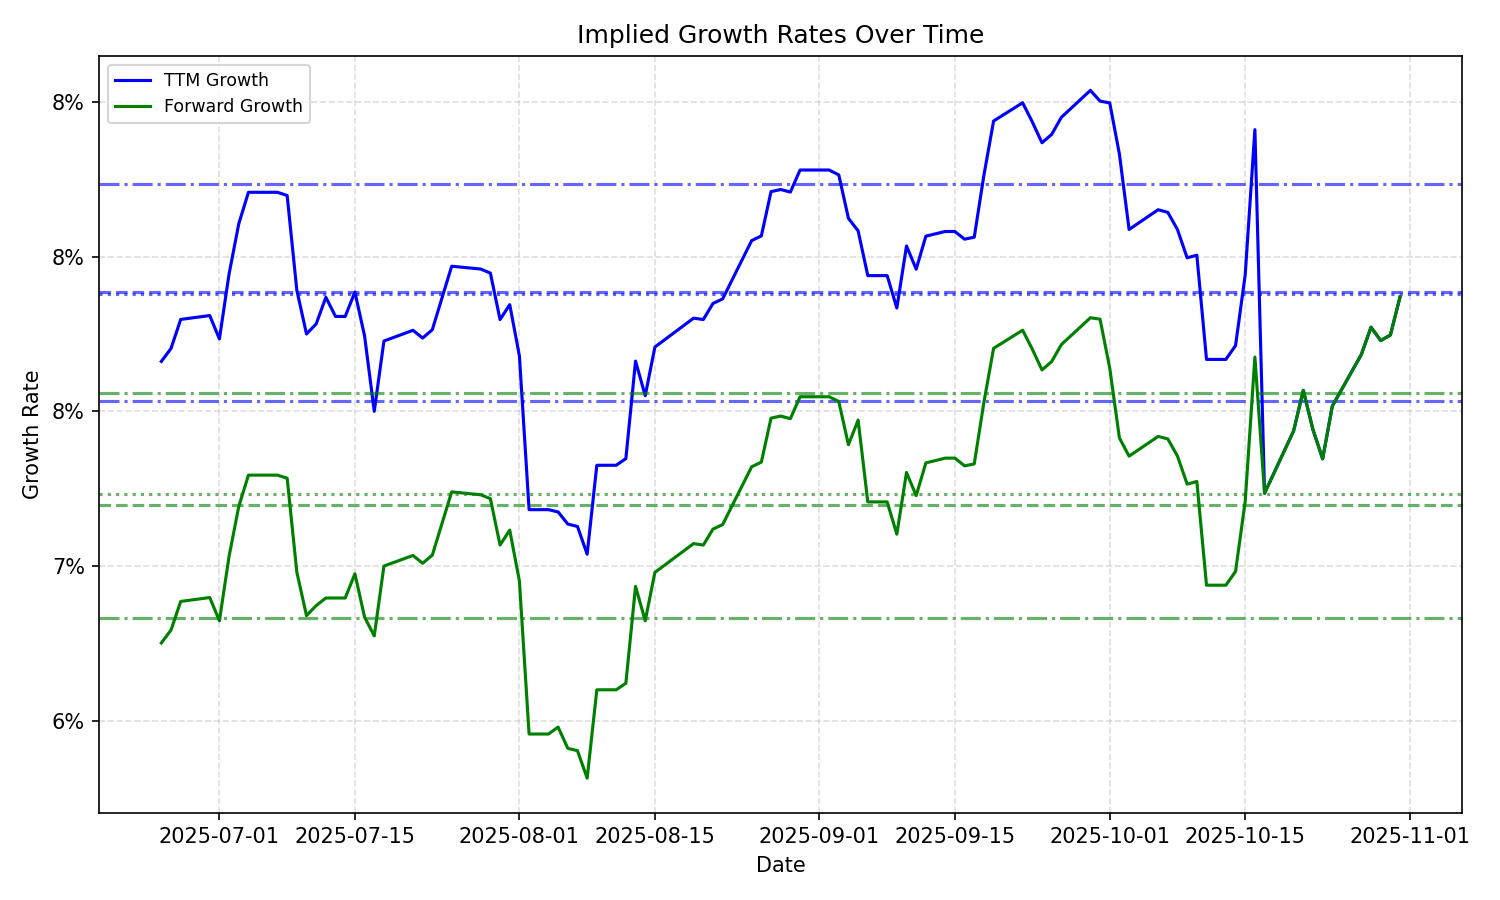 Implied Growth Rates Over Time
TTM Growth
Forward Growth
8%
8%
8%
7%
6%
Growth Rate
2025-07-01 2025-07-15 2025-08-01 2025-08-15 2025-09-01 2025-09-15 2025-10-01 2025-10-15 2025-11-01
Date